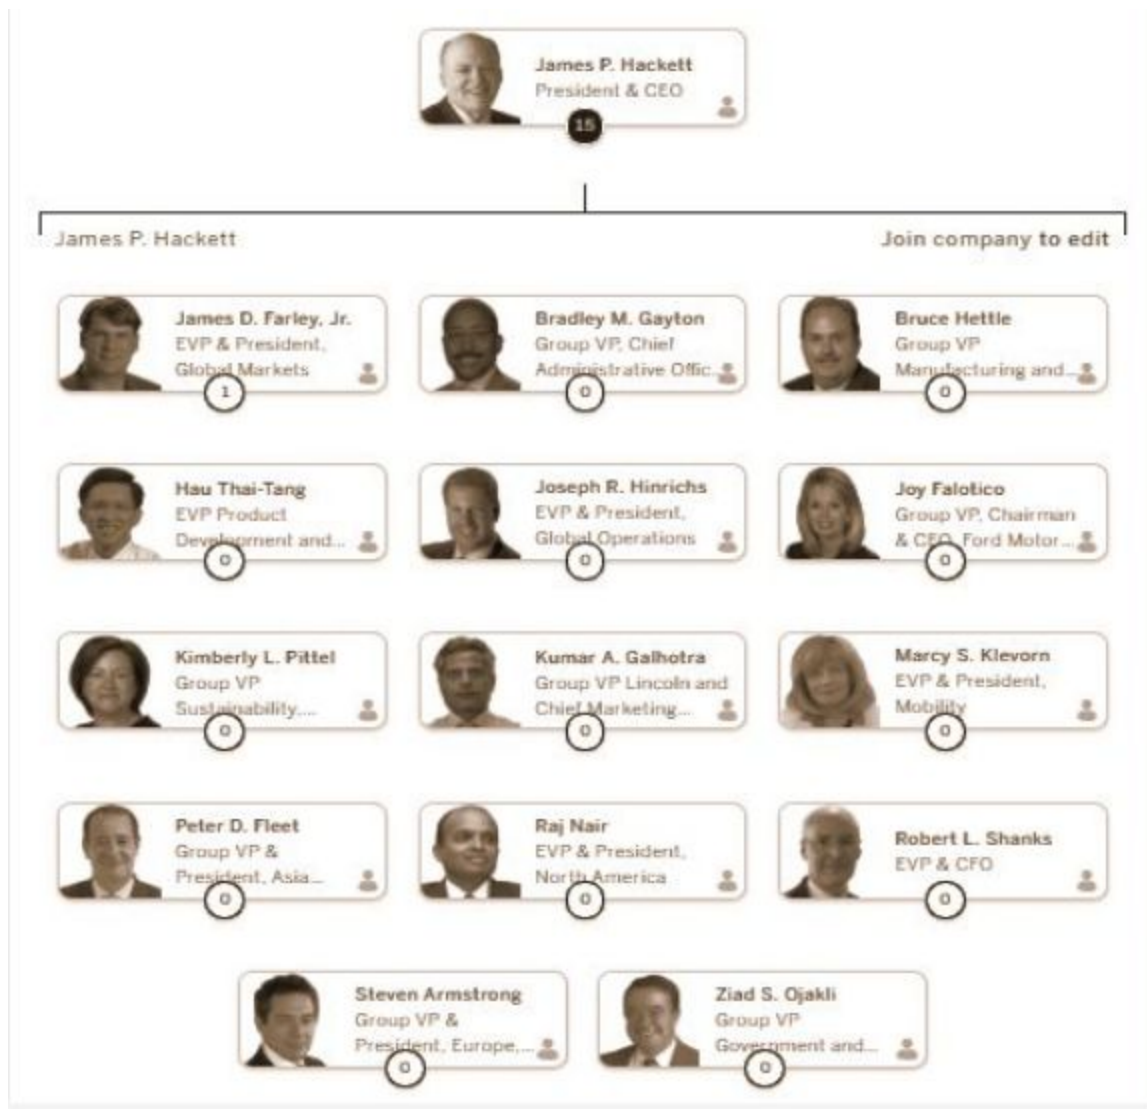 James P. Hackett
President & CEO
15
James P. Hackett
Join company to edit
James D. Farley, Jr.
EVP & President,
Global Markets
1
Bradley M. Gayton
Group VP, Chief
Administrative Offic...
0
Bruce Hettle
Group VP
Manufacturing and...
0
Hau Thai-Tang
EVP Product
Development and...
0
Joseph R. Hinrichs
EVP & President,
Global Operations
0
Joy Falotico
Group VP, Chairman
& CEO, Ford Motor...
0
Kimberly L. Pittel
Group VP
Sustainability,...
0
Kumar A. Galhotra
Group VP Lincoln and
Chief Marketing...
0
Marcy S. Klevorn
EVP & President,
Mobility
0
Peter D. Fleet
Group VP &
President, Asia...
0
Raj Nair
EVP & President,
North America
0
Robert L. Shanks
EVP & CFO
0
Steven Armstrong
Group VP &
President, Europe,...
0
Ziad S. Ojakli
Group VP
Government and...
0